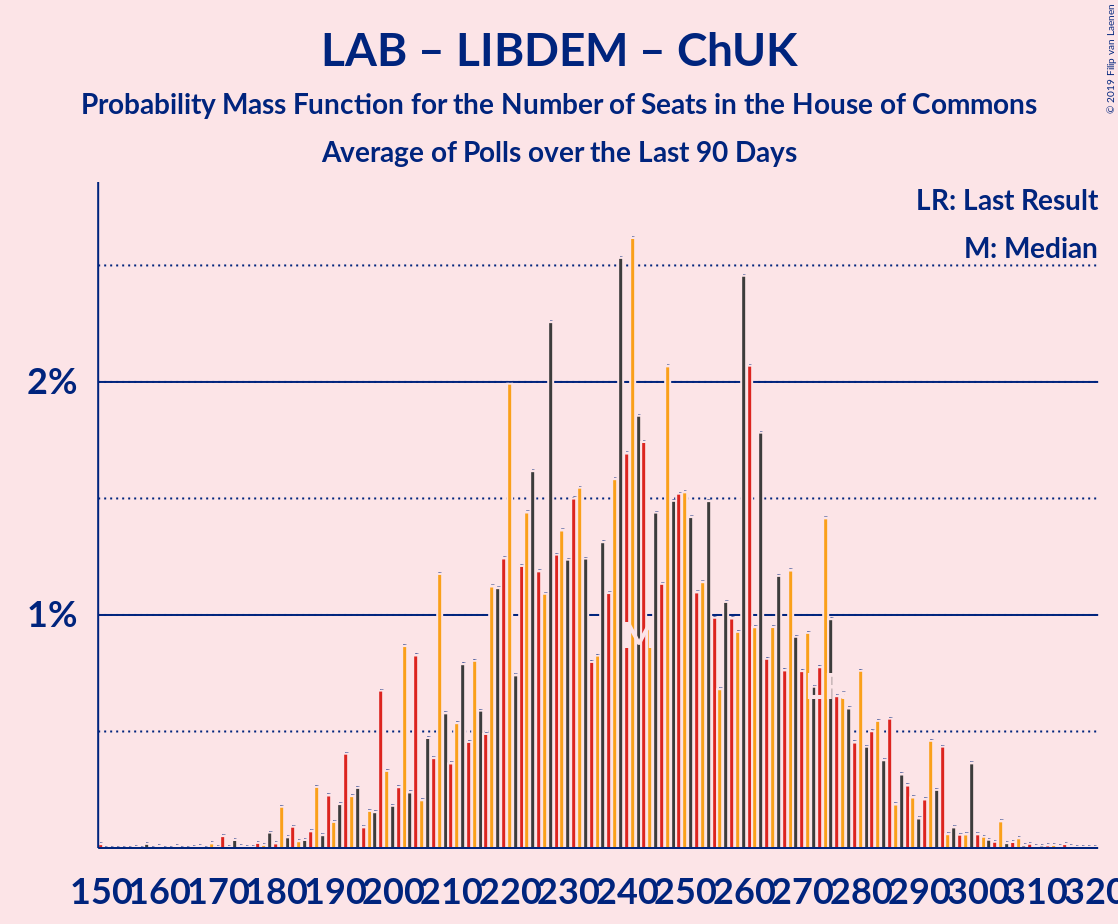 LAB – LIBDEM – ChUK
Probability Mass Function for the Number of Seats in the House of Commons
Average of Polls over the Last 90 Days
© 2019 Filip van Laenen
LR: Last Result
M: Median
2%
1%
M
150 160 170 180 190 200 210 220 230 240 250 260 270 280 290 300 310 320